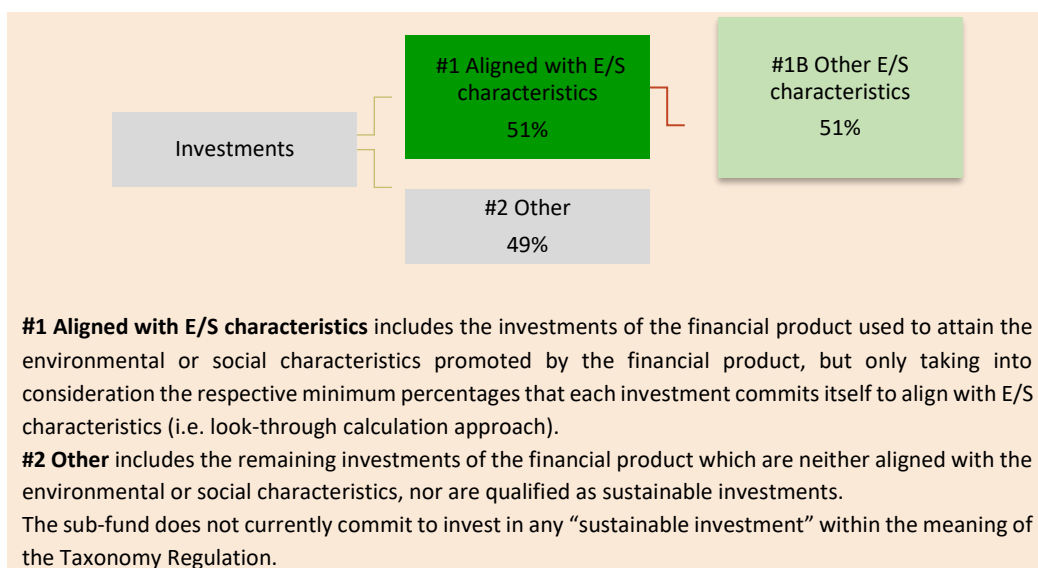 #1 Aligned with E/S
characteristics
51%
#1B Other E/S
characteristics
51%
Investments
#2 Other
49%
#1 Aligned with E/S characteristics includes the investments of the financial product used to attain the
environmental or social characteristics promoted by the financial product, but only taking into
consideration the respective minimum percentages that each investment commits itself to align with E/S
characteristics (i.e. look-through calculation approach).
#2 Other includes the remaining investments of the financial product which are neither aligned with the
environmental or social characteristics, nor are qualified as sustainable investments.
The sub-fund does not currently commit to invest in any “sustainable investment” within the meaning of
the Taxonomy Regulation.